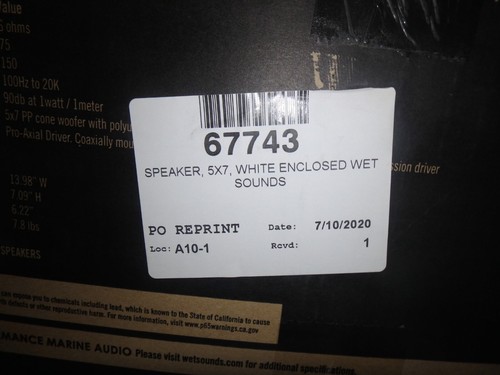 Value
ohms
75
150
100Hz to 20K
90db at 1watt / 1meter
5x7 PP cone woofer with
Pro-Axial Driver. Coaxially
ssion driver
13.98" W
7.09" H
6.22"
7.8 lbs
SPEAKERS
67743
SPEAKER, 5X7, WHITE ENCLOSED WET
SOUNDS
PO REPRINT Date: 7/10/2020
Loc: A10-1 Rcvd: 1
can expose you to chemicals including lead, which is known to the State of California to cause
birth defects or other reproductive harm. For more information, visit www.p65warnings.ca.gov
MANCE MARINE AUDIO Please visit wetsounds.com for additional specifications